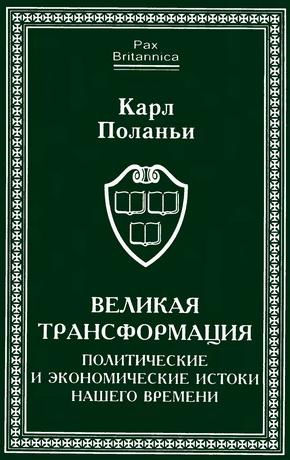 Pax
Britannica
Карл
Поланьи
ВЕЛИКАЯ
ТРАНСФОРМАЦИЯ
ПОЛИТИЧЕСКИЕ
И ЭКОНОМИЧЕСКИЕ ИСТОКИ
НАШЕГО ВРЕМЕНИ